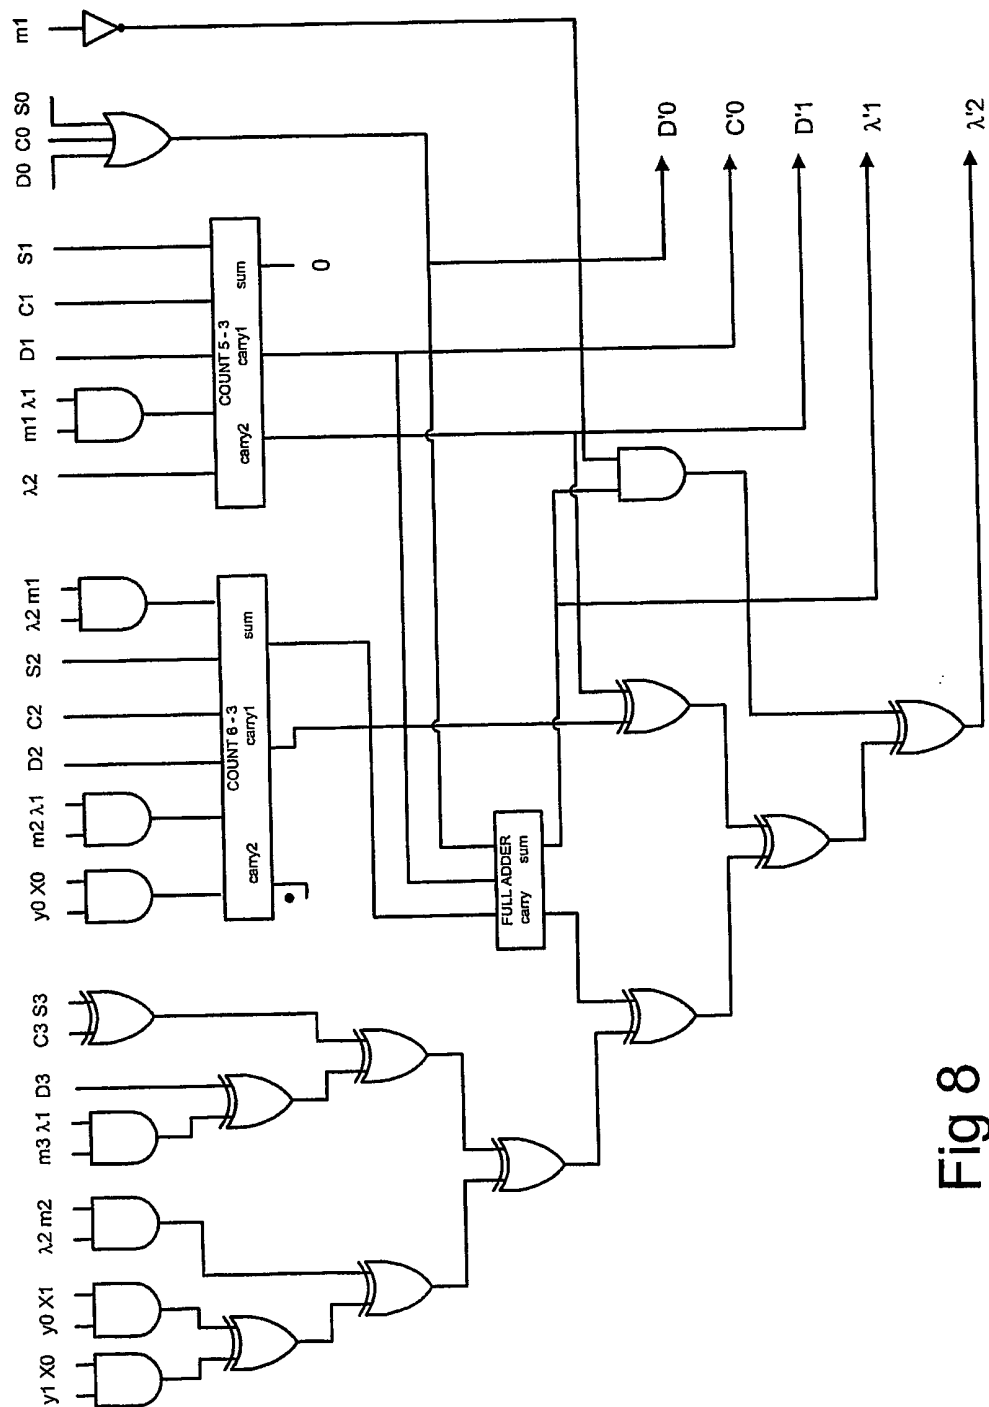 y1 X0
y0 X1
λ2 m2
m3 λ1
D3
C3 S3
y0 X0
m2 λ1
D2
C2
S2
λ2 m1
λ2
m1 λ1
D1
C1
S1
D0 C0 S0
m1
COUNT 6 - 3
carry2
carry1
sum
COUNT 5 - 3
carry2
carry1
sum
0
FULL ADDER
carry
sum
D'0
C'0
D'1
λ'1
λ'2
Fig 8